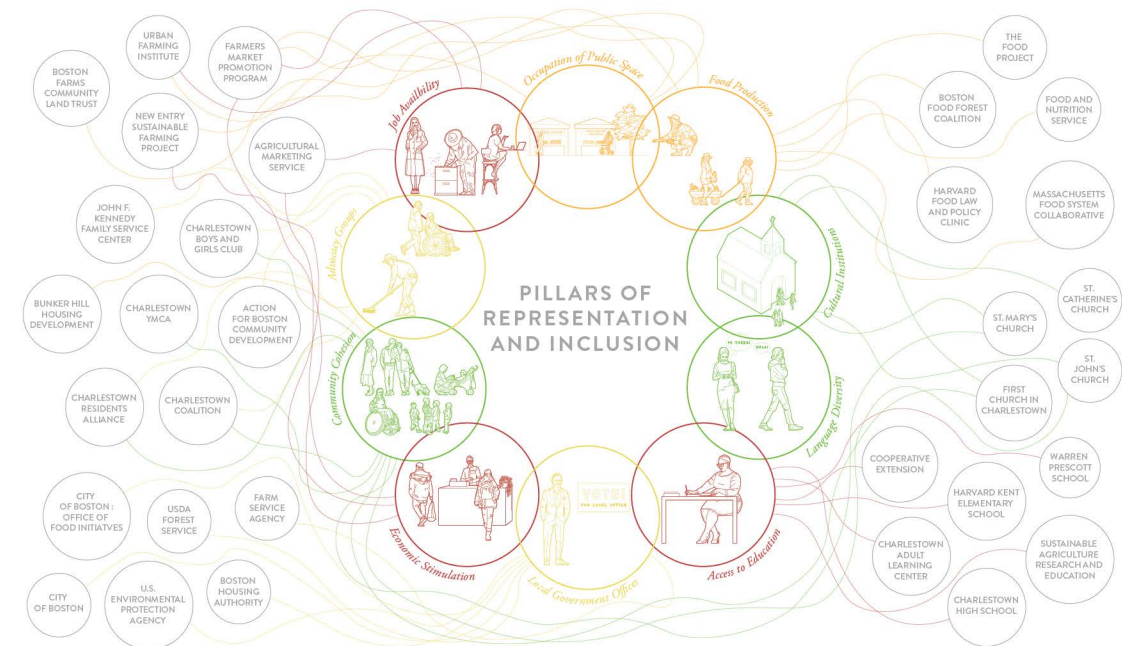 URBAN
FARMING
INSTITUTE
FARMERS
MARKET
PROMOTION
PROGRAM
BOSTON
FARMS
COMMUNITY
LAND TRUST
NEW ENTRY
SUSTAINABLE
FARMING
PROJECT
AGRICULTURAL
MARKETING
SERVICE
JOHN F.
KENNEDY
FAMILY SERVICE
CENTER
CHARLESTOWN
BOYS AND
GIRLS CLUB
BUNKER HILL
HOUSING
DEVELOPMENT
CHARLESTOWN
YMCA
ACTION
FOR BOSTON
COMMUNITY
DEVELOPMENT
CHARLESTOWN
RESIDENTS
ALLIANCE
CHARLESTOWN
COALITION
CITY
OF BOSTON :
OFFICE OF
FOOD INITIATVES
USDA
FOREST
SERVICE
FARM
SERVICE
AGENCY
CITY
OF BOSTON
U.S.
ENVIRONMENTAL
PROTECTION
AGENCY
BOSTON
HOUSING
AUTHORITY
Job Availbility
Occupation of Public Space
Food Production
Advocacy Groups
Cultural Institutions
PILLARS OF
REPRESENTATION
AND INCLUSION
Community Cohesion
Language Diversity
Economic Stimulation
Local Government Offices
VOTE!
FOR LOCAL OFFICE
Access to Education
THE
FOOD
PROJECT
BOSTON
FOOD FOREST
COALITION
FOOD AND
NUTRITION
SERVICE
HARVARD
FOOD LAW
AND POLICY
CLINIC
MASSACHUSETTS
FOOD SYSTEM
COLLABORATIVE
ST.
CATHERINE'S
CHURCH
ST. MARY'S
CHURCH
ST.
JOHN'S
CHURCH
FIRST
CHURCH IN
CHARLESTOWN
COOPERATIVE
EXTENSION
WARREN
PRESCOTT
SCHOOL
HARVARD KENT
ELEMENTARY
SCHOOL
CHARLESTOWN
ADULT
LEARNING
CENTER
SUSTAINABLE
AGRICULTURE
RESEARCH AND
EDUCATION
CHARLESTOWN
HIGH SCHOOL